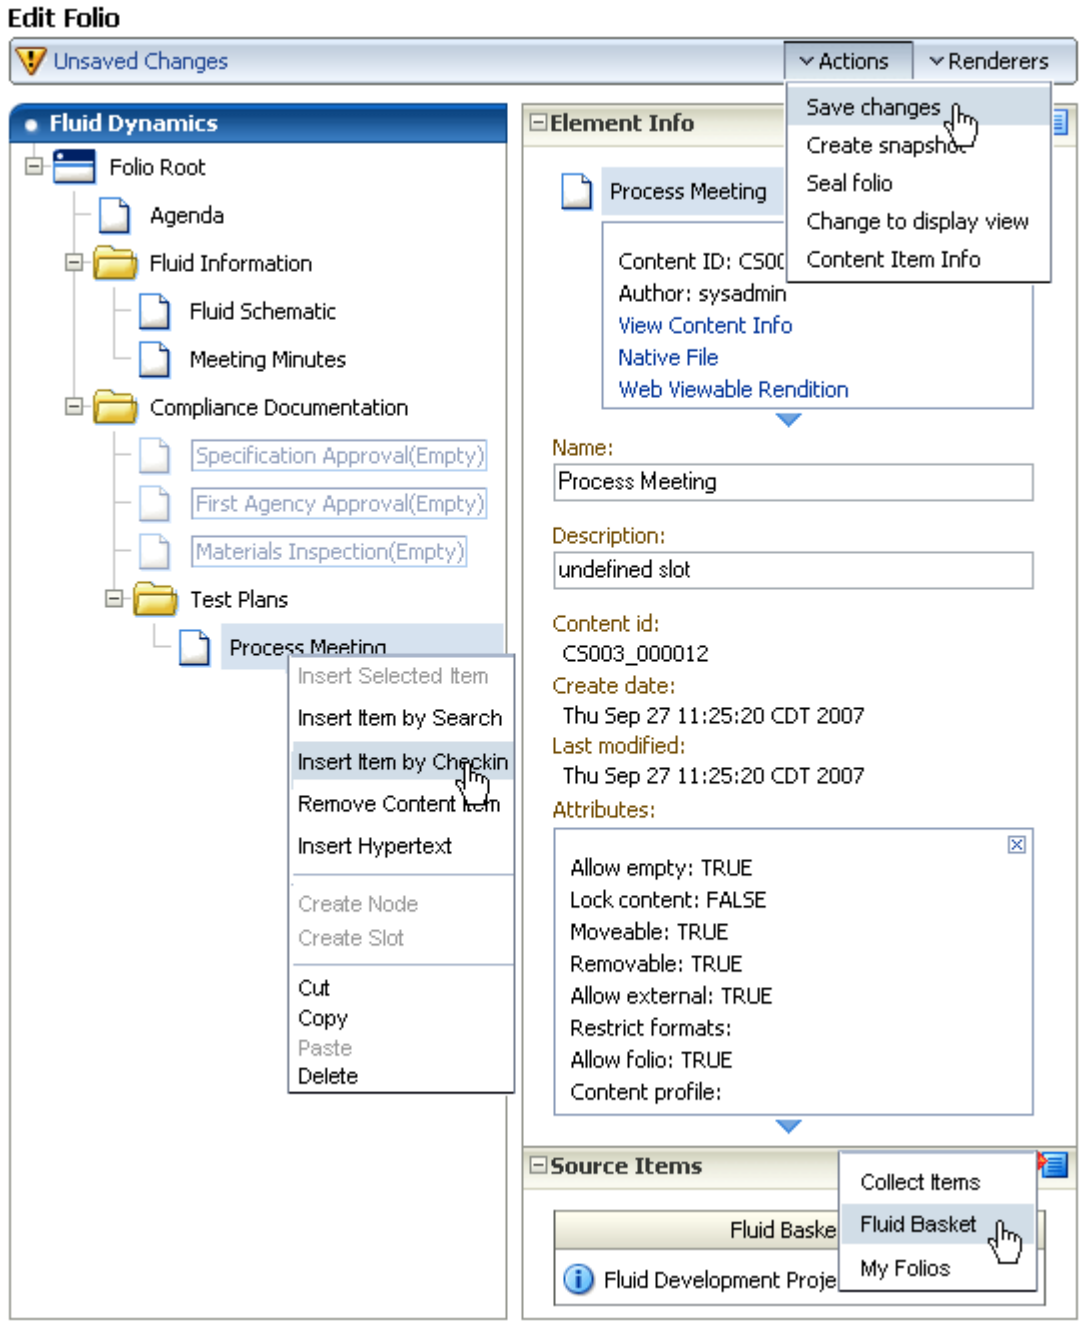 Edit Folio
Unsaved Changes
Actions
Renderers
Save changes
Create snapshot
Seal folio
Change to display view
Content Item Info
Fluid Dynamics
Folio Root
Agenda
Fluid Information
Fluid Schematic
Meeting Minutes
Compliance Documentation
Specification Approval(Empty)
First Agency Approval(Empty)
Materials Inspection(Empty)
Test Plans
Process Meeting
Insert Selected Item
Insert Item by Search
Insert Item by Checkin
Remove Content Item
Insert Hypertext
Create Node
Create Slot
Cut
Copy
Paste
Delete
Element Info
Process Meeting
Content ID: CS00
Author: sysadmin
View Content Info
Native File
Web Viewable Rendition
Name:
Process Meeting
Description:
undefined slot
Content id:
CS003_000012
Create date:
Thu Sep 27 11:25:20 CDT 2007
Last modified:
Thu Sep 27 11:25:20 CDT 2007
Attributes:
Allow empty: TRUE
Lock content: FALSE
Moveable: TRUE
Removable: TRUE
Allow external: TRUE
Restrict formats:
Allow folio: TRUE
Content profile:
Source Items
Collect Items
Fluid Basket
My Folios
Fluid Baske
Fluid Development Proje